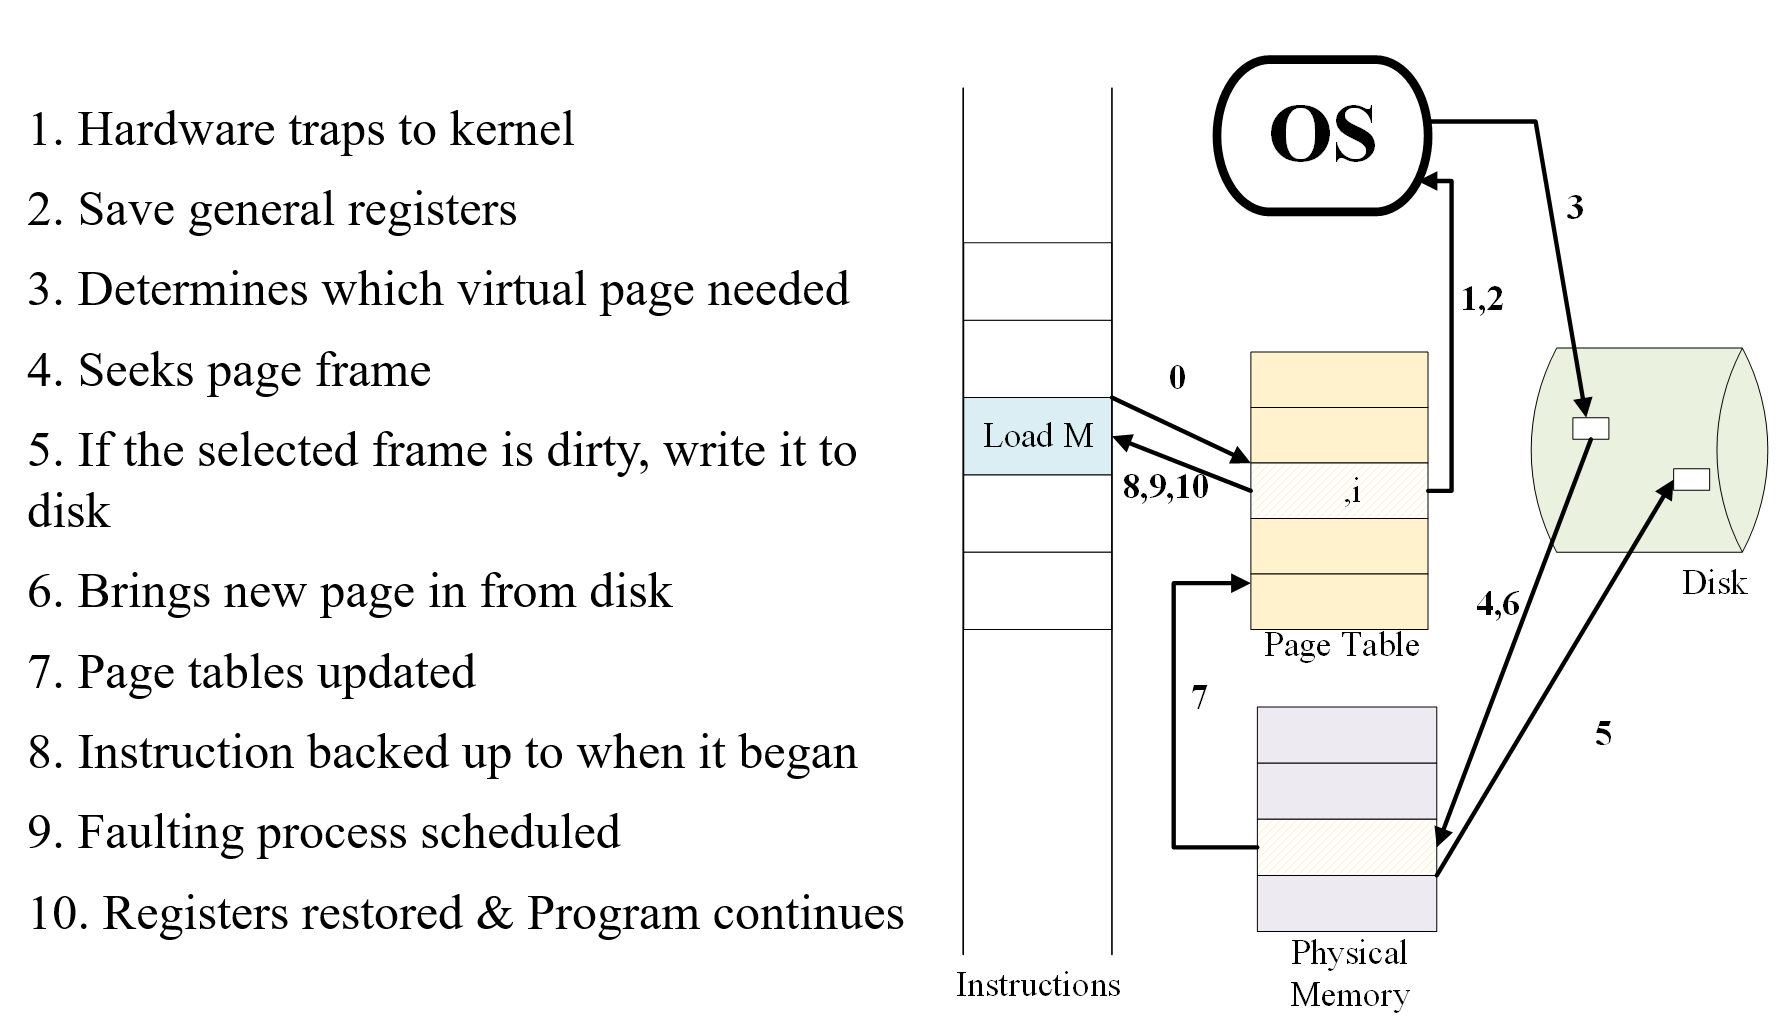 1. Hardware traps to kernel
2. Save general registers
3. Determines which virtual page needed
4. Seeks page frame
5. If the selected frame is dirty, write it to
disk
6. Brings new page in from disk
7. Page tables updated
8. Instruction backed up to when it began
9. Faulting process scheduled
10. Registers restored & Program continues
OS
3
1,2
0
Load M
8,9,10
,i
Disk
4,6
Page Table
7
5
Physical
Memory
Instructions